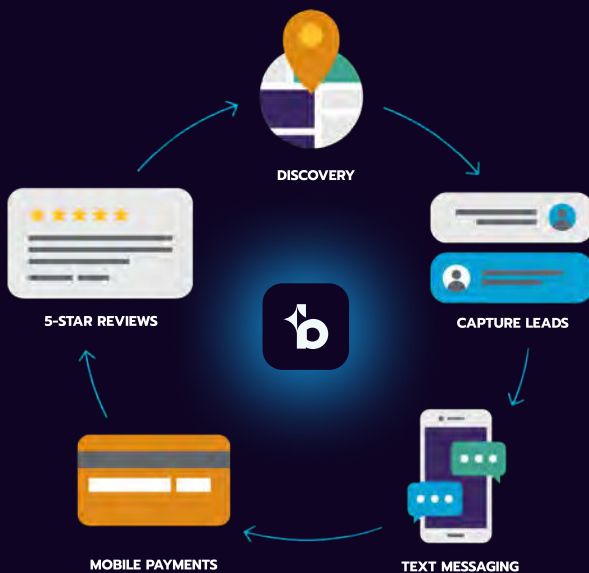 DISCOVERY
5-STAR REVIEWS
CAPTURE LEADS
b
MOBILE PAYMENTS
TEXT MESSAGING